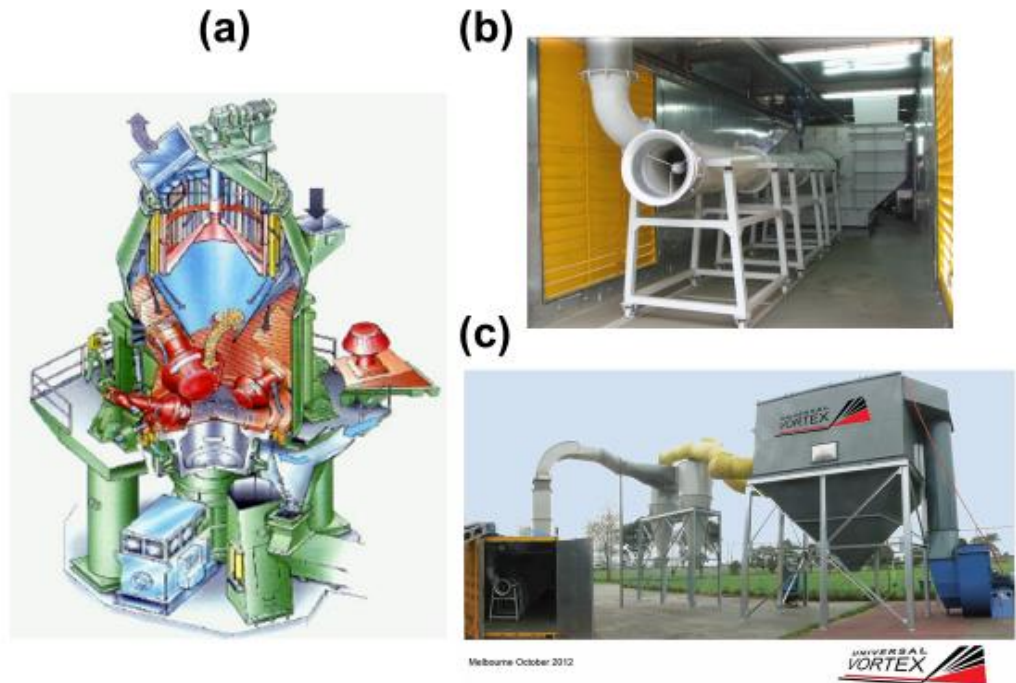 (a)
(b)
(c)
UNIVERSAL
VORTEX
Melbourne October 2012
UNIVERSAL
VORTEX